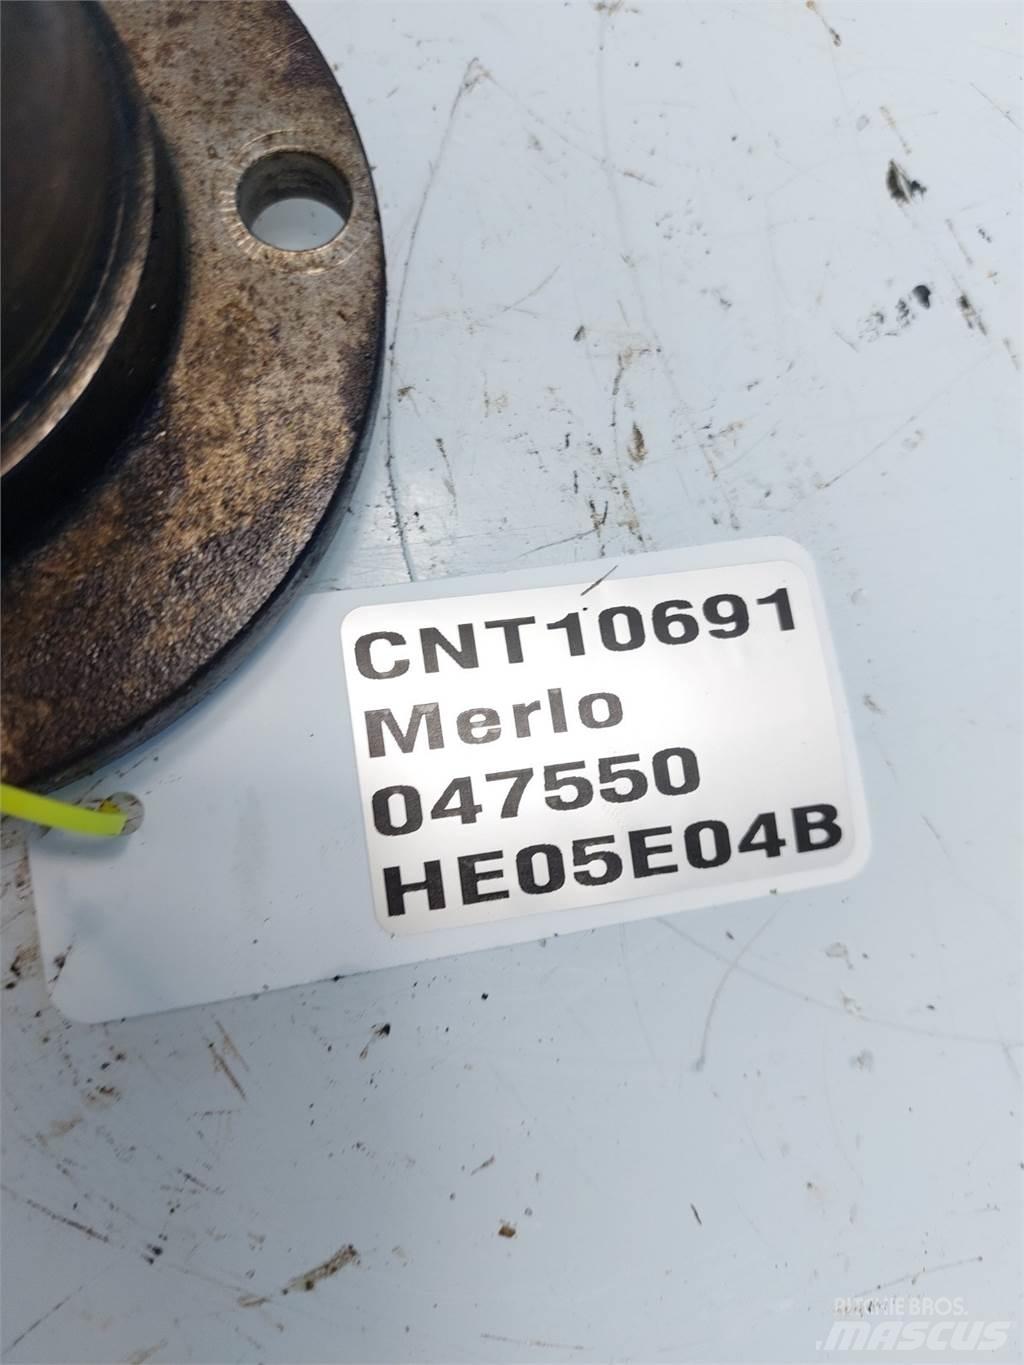 CNT10691
Merlo
047550
HE05E04B
RITCHIE BROS.
MASCUS